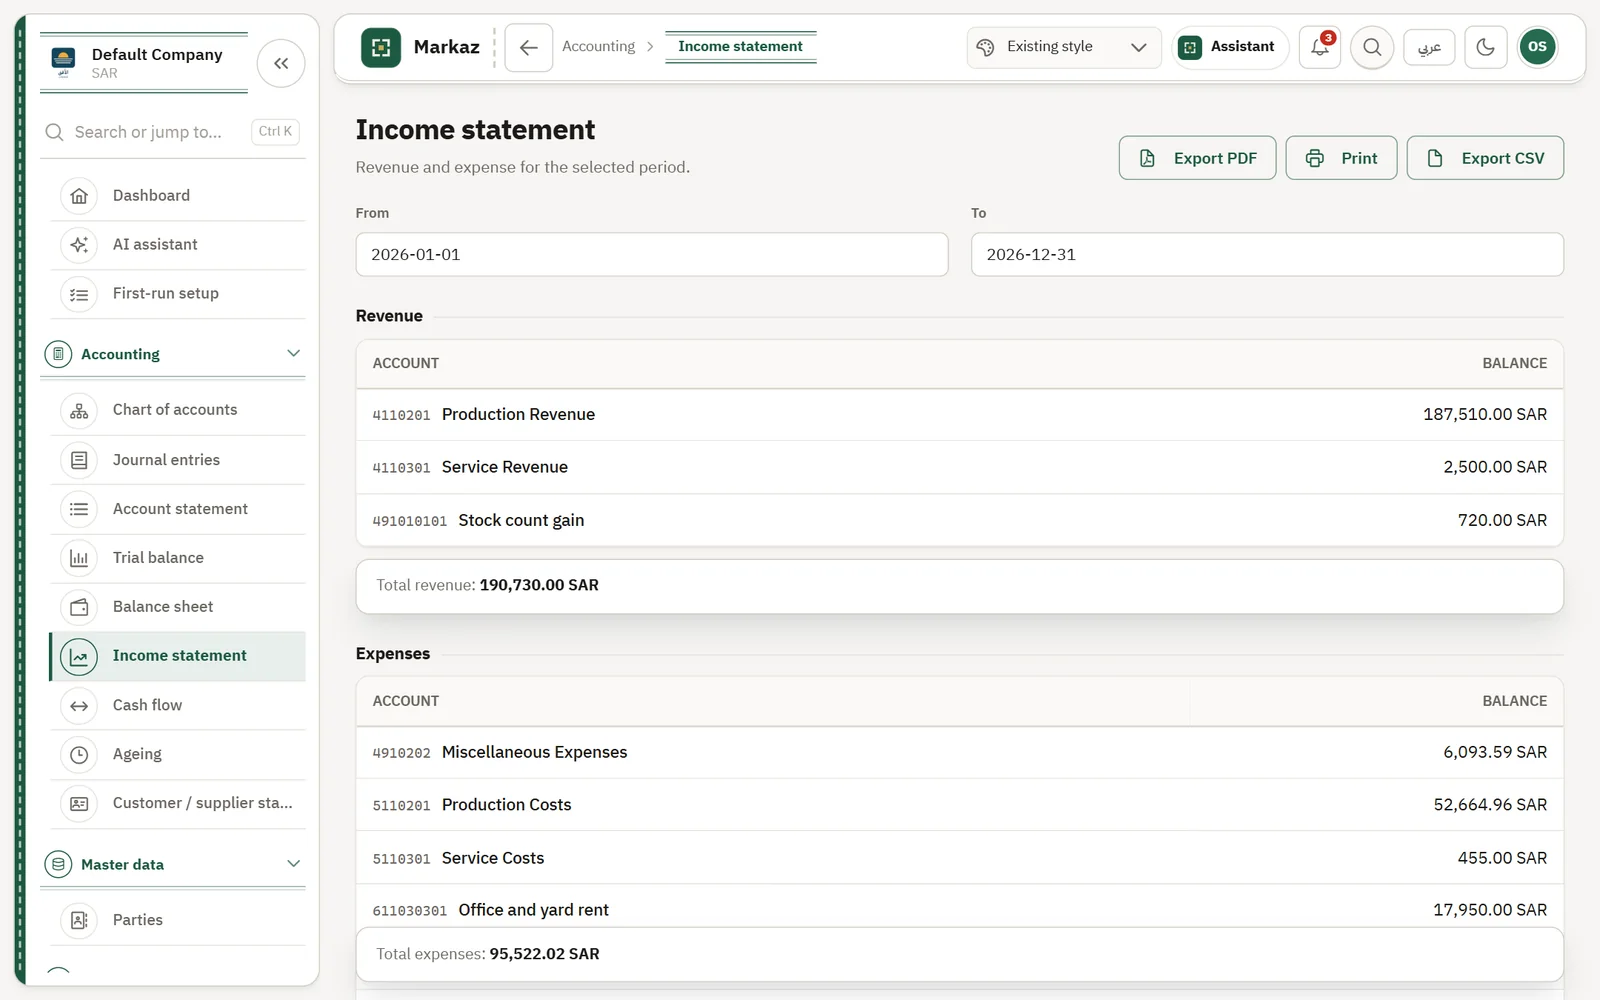 Default Company
SAR
Search or jump to...
Ctrl K
Dashboard
AI assistant
First-run setup
Accounting
Chart of accounts
Journal entries
Account statement
Trial balance
Balance sheet
Income statement
Cash flow
Ageing
Customer / supplier sta...
Master data
Parties
Markaz
Accounting
Income statement
Existing style
Assistant
3
عربي
OS
Income statement
Revenue and expense for the selected period.
Export PDF
Print
Export CSV
From
To
2026-01-01
2026-12-31
Revenue
ACCOUNT BALANCE
4110201 Production Revenue 187,510.00 SAR
4110301 Service Revenue 2,500.00 SAR
491010101 Stock count gain 720.00 SAR
Total revenue: 190,730.00 SAR
Expenses
ACCOUNT BALANCE
4910202 Miscellaneous Expenses 6,093.59 SAR
5110201 Production Costs 52,664.96 SAR
5110301 Service Costs 455.00 SAR
611030301 Office and yard rent 17,950.00 SAR
Total expenses: 95,522.02 SAR